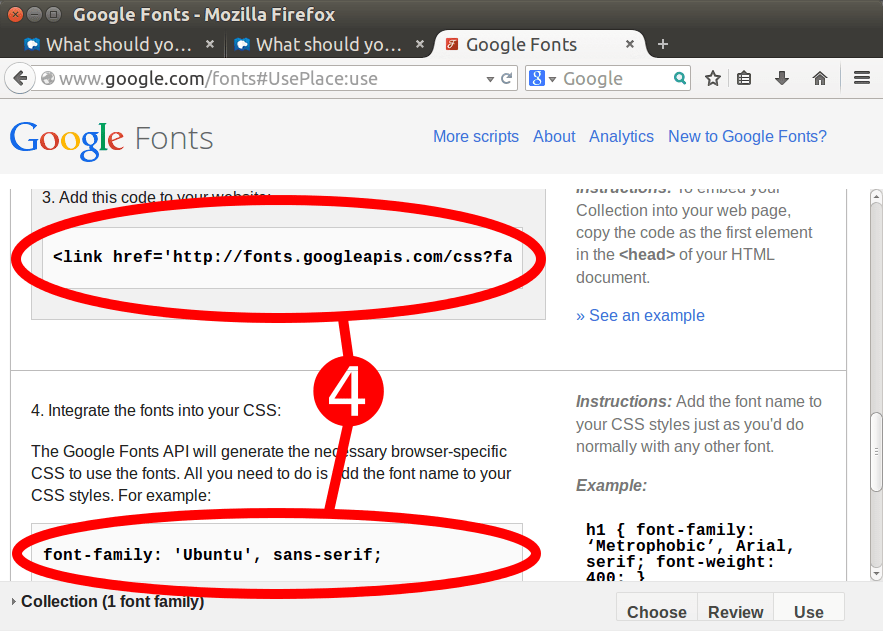 Google Fonts - Mozilla Firefox
What should yo... ×
What should yo... ×
Google Fonts ×
www.google.com/fonts#UsePlace:use
Google
Google Fonts
More scripts About Analytics New to Google Fonts?
3. Add this code to your website:
<link href='http://fonts.googleapis.com/css?fa
Instructions: To embed your
Collection into your web page,
copy the code as the first element
in the <head> of your HTML
document.
» See an example
4
4. Integrate the fonts into your CSS:
The Google Fonts API will generate the necessary browser-specific
CSS to use the fonts. All you need to do is add the font name to your
CSS styles. For example:
font-family: 'Ubuntu', sans-serif;
Instructions: Add the font name to
your CSS styles just as you'd do
normally with any other font.
Example:
h1 { font-family:
‘Metrophobic’, Arial,
serif; font-weight:
400; }
Collection (1 font family)
Choose Review Use